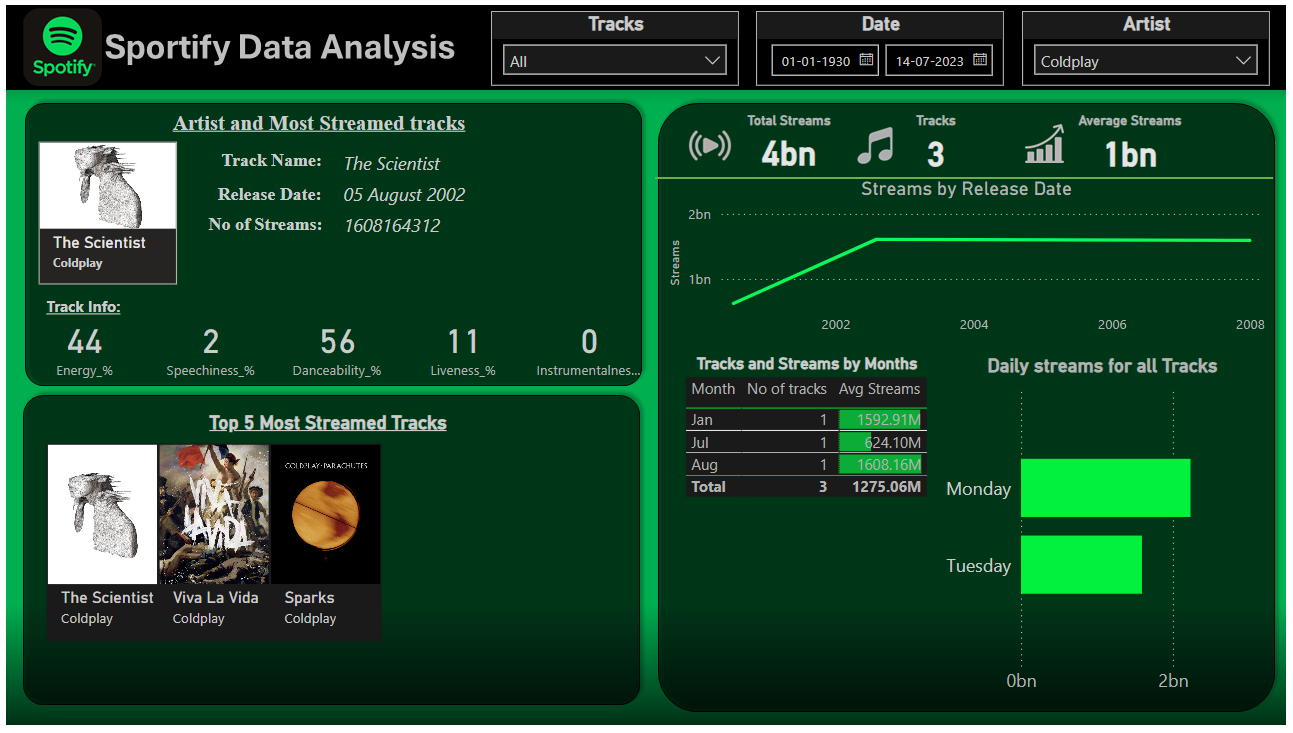 Spotify
Sportify Data Analysis
Tracks
All
Date
01-01-1930
14-07-2023
Artist
Coldplay
Artist and Most Streamed tracks
The Scientist
Coldplay
Track Name: The Scientist
Release Date: 05 August 2002
No of Streams: 1608164312
Track Info:
44 2 56 11 0
Energy_% Speechiness_% Danceability_% Liveness_% Instrumentalnes...
Top 5 Most Streamed Tracks
COLDPLAY·PARACHUTES
VIVA
LA VIDA
The Scientist Viva La Vida Sparks
Coldplay Coldplay Coldplay
Total Streams
4bn
Tracks
3
Average Streams
1bn
Streams by Release Date
Streams
2bn
1bn
2002 2004 2006 2008
Tracks and Streams by Months
Month No of tracks Avg Streams
Jan 1 1592.91M
Jul 1 624.10M
Aug 1 1608.16M
Total 3 1275.06M
Daily streams for all Tracks
Monday
Tuesday
0bn 2bn